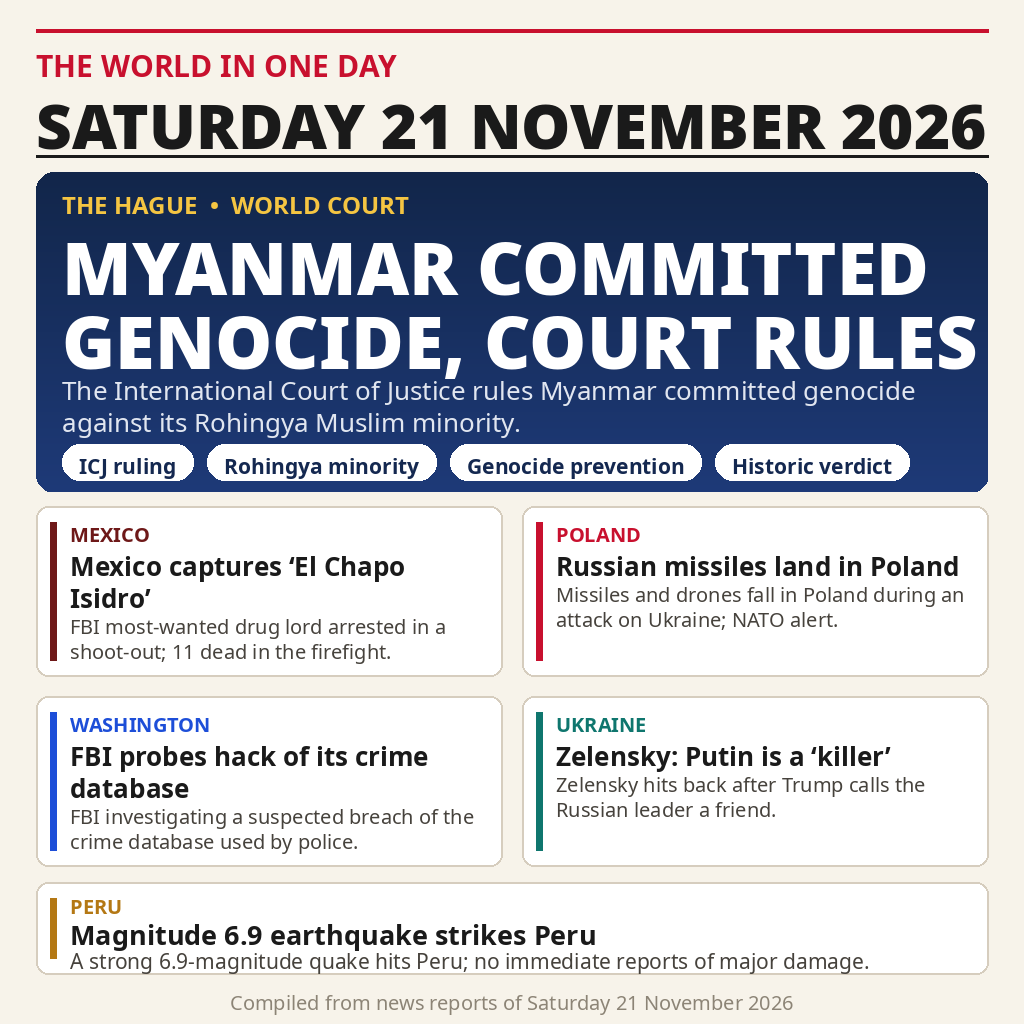 THE WORLD IN ONE DAY
SATURDAY 21 NOVEMBER 2026
THE HAGUE • WORLD COURT
MYANMAR COMMITTED
GENOCIDE, COURT RULES
The International Court of Justice rules Myanmar committed genocide
against its Rohingya Muslim minority.
ICJ ruling
Rohingya minority
Genocide prevention
Historic verdict
MEXICO
Mexico captures ‘El Chapo
Isidro’
FBI most-wanted drug lord arrested in a
shoot-out; 11 dead in the firefight.
POLAND
Russian missiles land in Poland
Missiles and drones fall in Poland during an
attack on Ukraine; NATO alert.
WASHINGTON
FBI probes hack of its crime
database
FBI investigating a suspected breach of the
crime database used by police.
UKRAINE
Zelensky: Putin is a ‘killer’
Zelensky hits back after Trump calls the
Russian leader a friend.
PERU
Magnitude 6.9 earthquake strikes Peru
A strong 6.9-magnitude quake hits Peru; no immediate reports of major damage.
Compiled from news reports of Saturday 21 November 2026